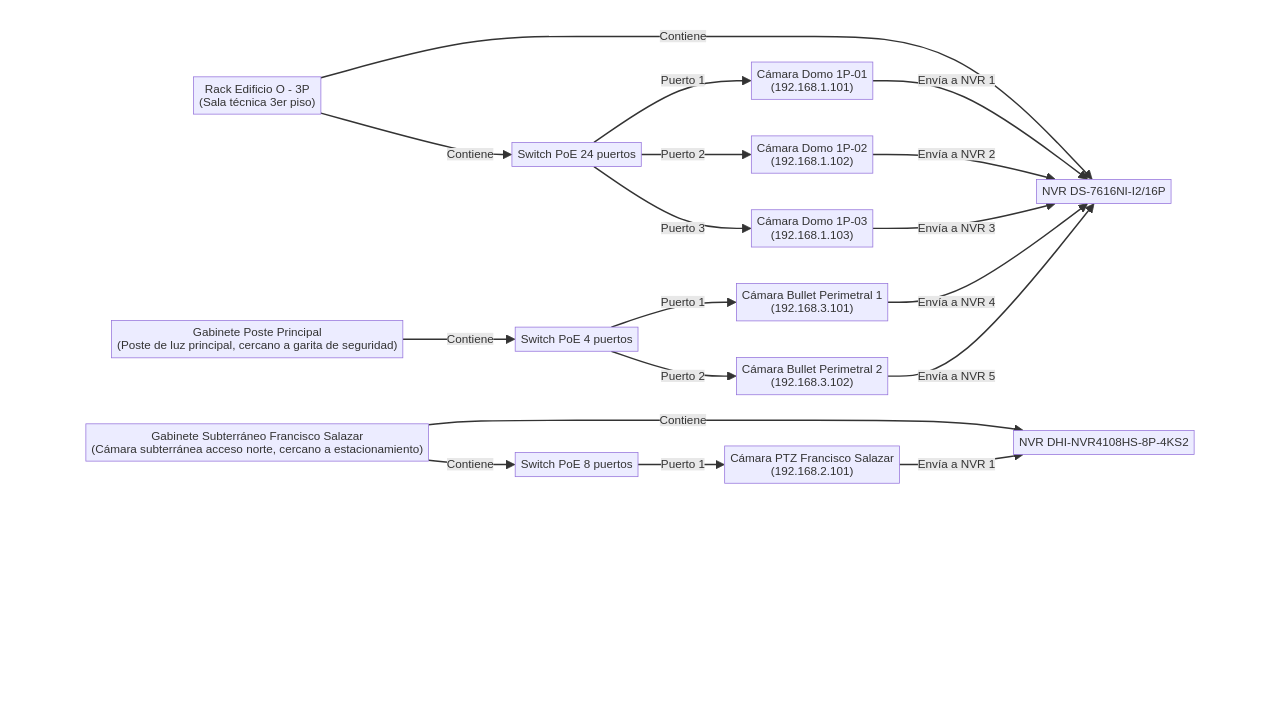 Contiene
Rack Edificio O - 3P
(Sala técnica 3er piso)
Contiene
Switch PoE 24 puertos
Puerto 1
Cámara Domo 1P-01
(192.168.1.101)
Envía a NVR 1
Puerto 2
Cámara Domo 1P-02
(192.168.1.102)
Envía a NVR 2
Puerto 3
Cámara Domo 1P-03
(192.168.1.103)
Envía a NVR 3
NVR DS-7616NI-I2/16P
Gabinete Poste Principal
(Poste de luz principal, cercano a garita de seguridad)
Contiene
Switch PoE 4 puertos
Puerto 1
Cámara Bullet Perimetral 1
(192.168.3.101)
Envía a NVR 4
Puerto 2
Cámara Bullet Perimetral 2
(192.168.3.102)
Envía a NVR 5
Contiene
Gabinete Subterráneo Francisco Salazar
(Cámara subterránea acceso norte, cercano a estacionamiento)
Contiene
Switch PoE 8 puertos
Puerto 1
Cámara PTZ Francisco Salazar
(192.168.2.101)
Envía a NVR 1
NVR DHI-NVR4108HS-8P-4KS2